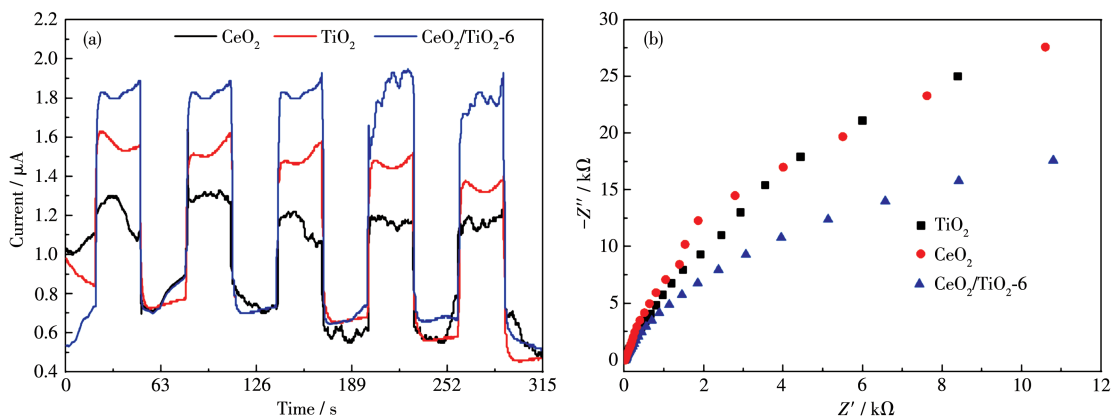 (a)
CeO₂
TiO₂
CeO₂/TiO₂-6
2.2
2.0
1.8
1.6
1.4
1.2
1.0
0.8
0.6
0.4
Current / μA
0
63
126
189
252
315
Time / s
(b)
30
25
20
15
10
5
0
−Z″ / kΩ
TiO₂
CeO₂
CeO₂/TiO₂-6
0
2
4
6
8
10
12
Z′ / kΩ